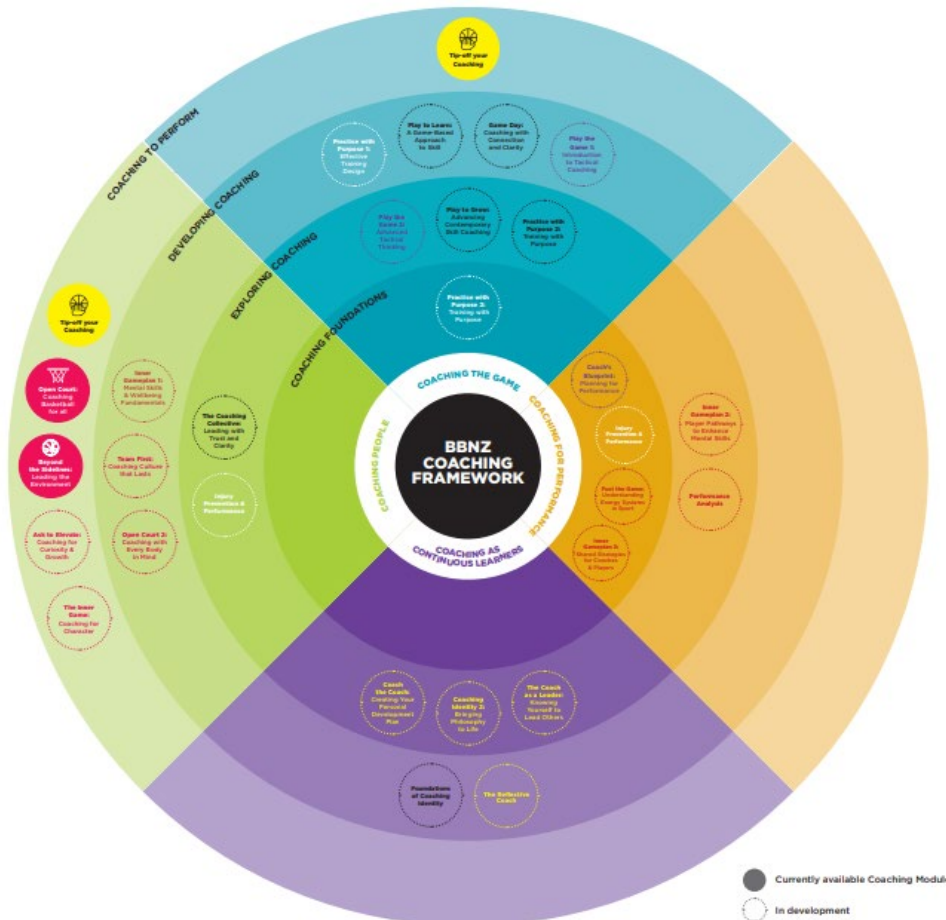 Tip-off your
Coaching
COACHING TO PERFORM
DEVELOPING COACHING
EXPLORING COACHING
COACHING FOUNDATIONS
Practice with
Purpose 1:
Effective
Training
Design
Play to Learn:
A Game-Based
Approach
to Skill
Game Day:
Coaching with
Connection
and Clarity
Play the
Game 1:
Introduction
to Tactical
Coaching
Play the
Game 2:
Advanced
Tactical
Thinking
Play to Grow:
Advancing
Contemporary
Skill Coaching
Practice with
Purpose 2:
Training with
Purpose
Practice with
Purpose 3:
Training with
Purpose
Tip-off your
Coaching
Open Court:
Coaching
Basketball
for all
Beyond
the Sidelines:
Leading the
Environment
Ask to Elevate:
Coaching for
Curiosity &
Growth
The Inner
Game:
Coaching for
Character
Inner
Gameplan 1:
Mental Skills
& Wellbeing
Fundamentals
Team First:
Coaching Culture
that Lasts
Open Court 2:
Coaching with
Every Body
in Mind
The Coaching
Collective:
Leading with
Trust and
Clarity
Injury
Prevention &
Performance
COACHING THE GAME
COACHING PEOPLE
COACHING FOR PERFORMANCE
COACHING AS
CONTINUOUS LEARNERS
BBNZ
COACHING
FRAMEWORK
Coach's
Blueprint:
Planning for
Performance
Injury
Prevention &
Performance
Fuel the Game:
Understanding
Energy Systems
in Sport
Inner
Gameplan 3:
Shared Strategies
for Coaches
& Players
Inner
Gameplan 2:
Player Pathways
to Enhance
Mental Skills
Performance
Analysis
Coach
the Coach:
Creating Your
Personal
Development
Plan
Coaching
Identity 2:
Bringing
Philosophy
to Life
The Coach
as a Leader:
Knowing
Yourself to
Lead Others
Foundations
of Coaching
Identity
The Reflective
Coach
Currently available Coaching Module
In development